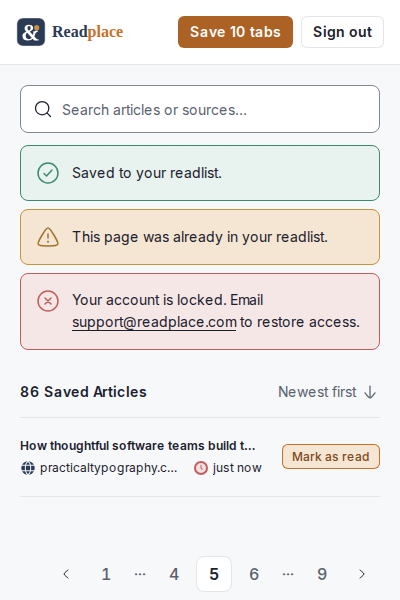 & Readplace
Save 10 tabs
Sign out
Search articles or sources...
Saved to your readlist.
This page was already in your readlist.
Your account is locked. Email
support@readplace.com to restore access.
86 Saved Articles
Newest first
How thoughtful software teams build t...
practicaltypography.c...
just now
Mark as read
1 ... 4 5 6 ... 9